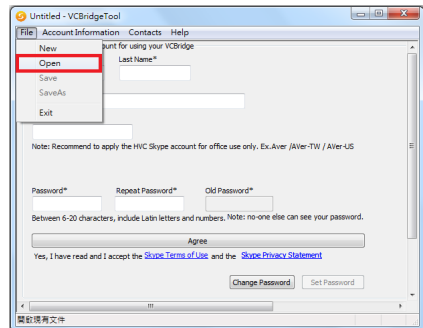 Untitled - VCBridgeTool
File Account Information Contacts Help
New
Open
Save
SaveAs
Exit
unt for using your VCBridge
Last Name*
Note: Recommend to apply the HVC Skype account for office use only. Ex.Aver /AVer-TW / AVer-US
Password* Repeat Password* Old Password*
Between 6-20 characters, include Latin letters and numbers. Note: no-one else can see your password.
Agree
Yes, I have read and I accept the Skype Terms of Use and the Skype Privacy Statement
Change Password Set Password
開啟現有文件